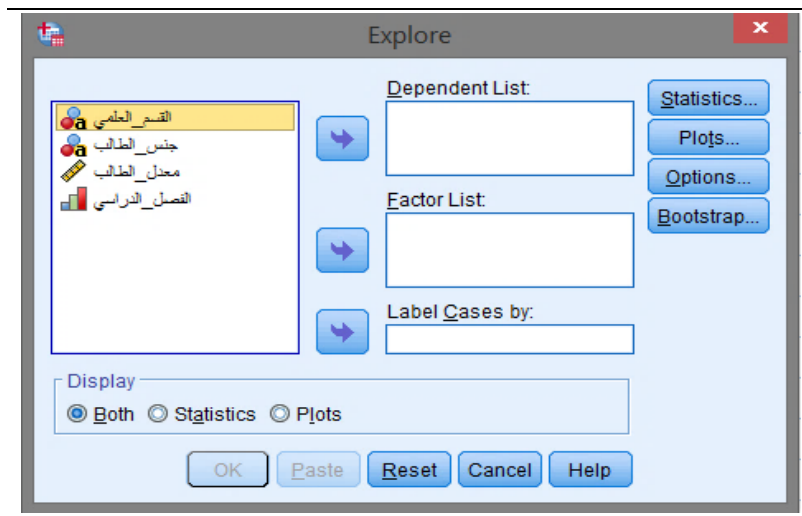 Explore
القسم_العلمي
جنس_الطالب
معدل_الطالب
الفصل_الدراسي
Dependent List:
Factor List:
Label Cases by:
Statistics...
Plots...
Options...
Bootstrap...
Display
Both Statistics Plots
OK Paste Reset Cancel Help